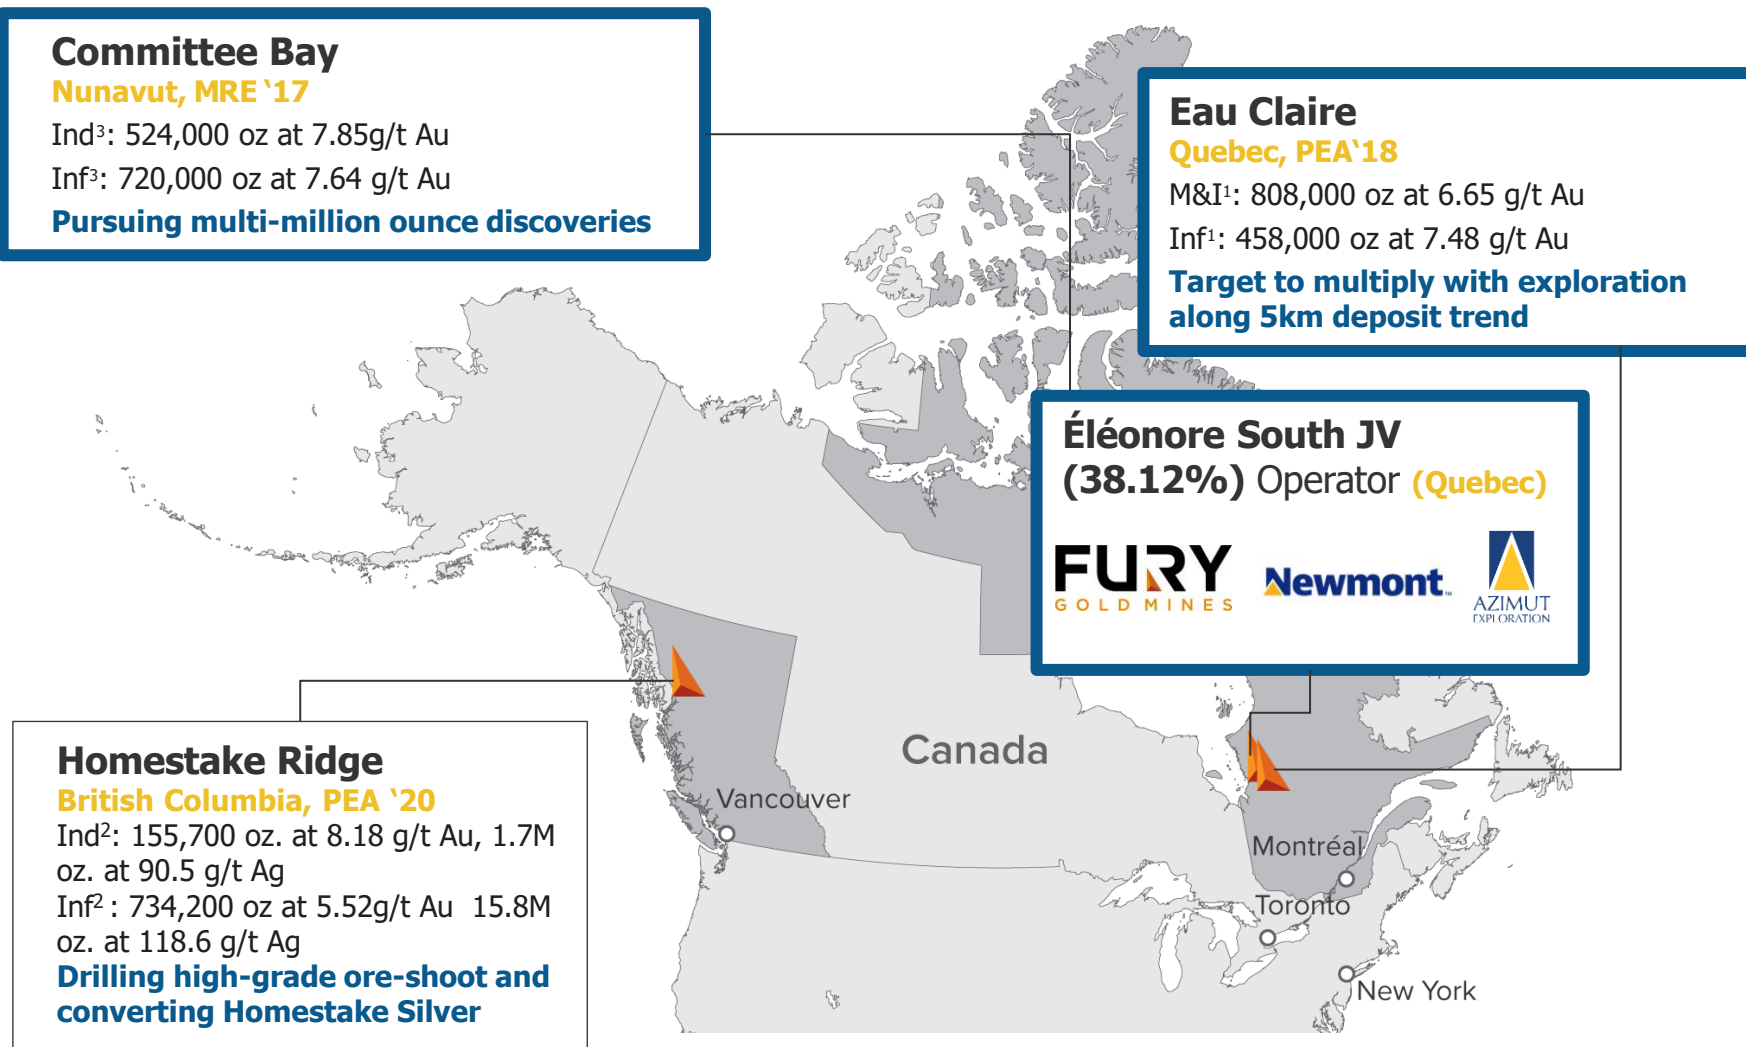 Committee Bay
Nunavut, MRE ‘17
Ind³: 524,000 oz at 7.85g/t Au
Inf³: 720,000 oz at 7.64 g/t Au
Pursuing multi-million ounce discoveries
Eau Claire
Quebec, PEA‘18
M&I¹: 808,000 oz at 6.65 g/t Au
Inf¹: 458,000 oz at 7.48 g/t Au
Target to multiply with exploration
along 5km deposit trend
Éléonore South JV
(38.12%) Operator (Quebec)
FURY
GOLD MINES
Newmont™
AZIMUT
EXPLORATION
Homestake Ridge
British Columbia, PEA ‘20
Ind²: 155,700 oz. at 8.18 g/t Au, 1.7M
oz. at 90.5 g/t Ag
Inf² : 734,200 oz at 5.52g/t Au 15.8M
oz. at 118.6 g/t Ag
Drilling high-grade ore-shoot and
converting Homestake Silver
Canada
Vancouver
Montréal
Toronto
New York